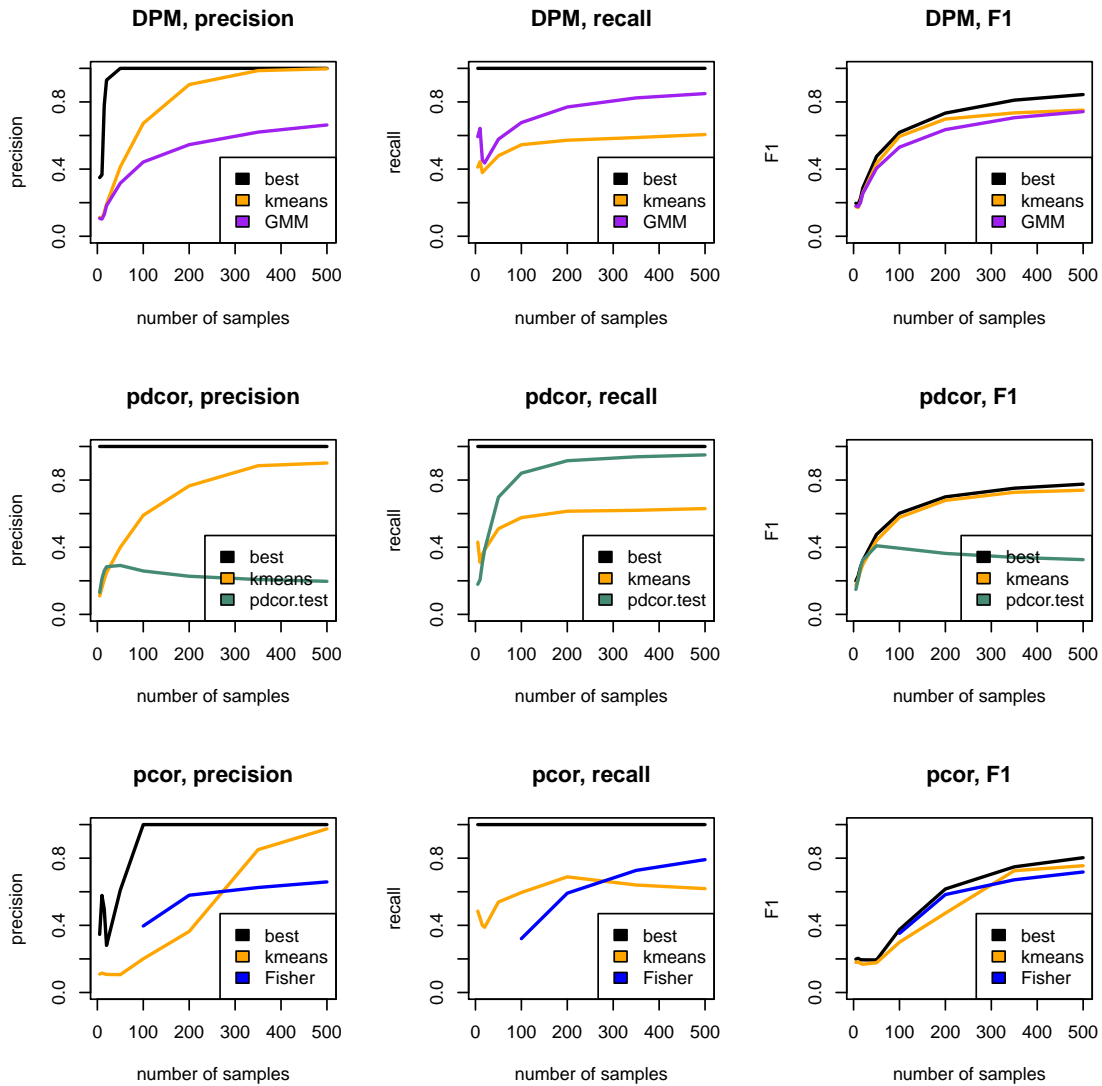 DPM, precision
precision
0.0 0.4 0.8
0 100 200 300 400 500
number of samples
best
kmeans
GMM
DPM, recall
recall
0.0 0.4 0.8
0 100 200 300 400 500
number of samples
best
kmeans
GMM
DPM, F1
F1
0.0 0.4 0.8
0 100 200 300 400 500
number of samples
best
kmeans
GMM
pdcor, precision
precision
0.0 0.4 0.8
0 100 200 300 400 500
number of samples
best
kmeans
pdcor.test
pdcor, recall
recall
0.0 0.4 0.8
0 100 200 300 400 500
number of samples
best
kmeans
pdcor.test
pdcor, F1
F1
0.0 0.4 0.8
0 100 200 300 400 500
number of samples
best
kmeans
pdcor.test
pcor, precision
precision
0.0 0.4 0.8
0 100 200 300 400 500
number of samples
best
kmeans
Fisher
pcor, recall
recall
0.0 0.4 0.8
0 100 200 300 400 500
number of samples
best
kmeans
Fisher
pcor, F1
F1
0.0 0.4 0.8
0 100 200 300 400 500
number of samples
best
kmeans
Fisher